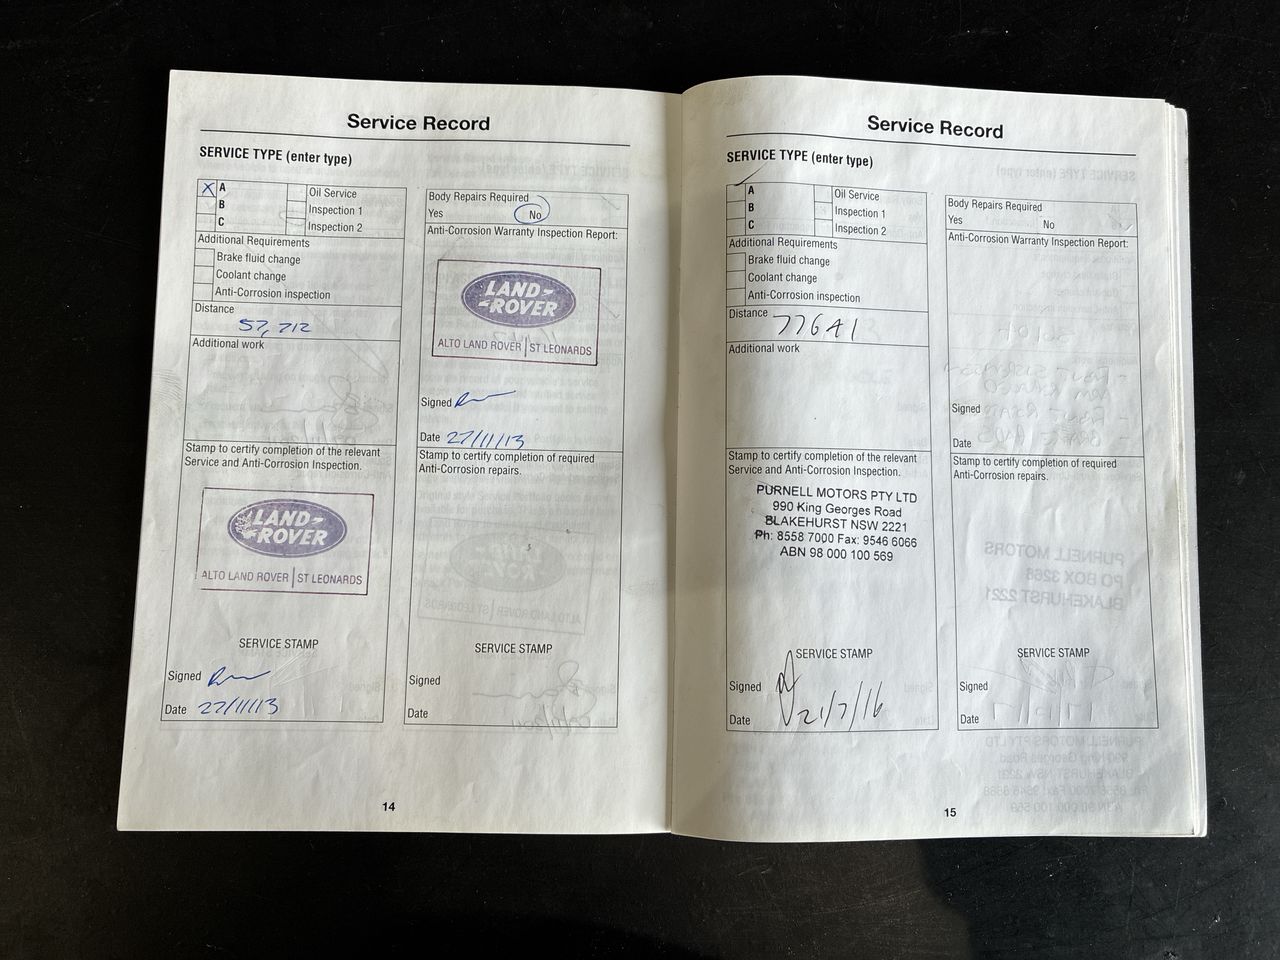 Service Record
SERVICE TYPE (enter type)
X A
B
C
Oil Service
Inspection 1
Inspection 2
Additional Requirements
Brake fluid change
Coolant change
Anti-Corrosion inspection
Distance
57,712
Additional work
Stamp to certify completion of the relevant
Service and Anti-Corrosion Inspection.
LAND-
-ROVER
ALTO LAND ROVER | ST LEONARDS
SERVICE STAMP
Signed
Date 27/11/13
Body Repairs Required
Yes No
Anti-Corrosion Warranty Inspection Report:
LAND-
-ROVER
ALTO LAND ROVER | ST LEONARDS
Signed
Date 27/11/13
Stamp to certify completion of required
Anti-Corrosion repairs.
SERVICE STAMP
Signed
Date
14
Service Record
SERVICE TYPE (enter type)
✓ A
B
C
Oil Service
Inspection 1
Inspection 2
Additional Requirements
Brake fluid change
Coolant change
Anti-Corrosion inspection
Distance 77641
Additional work
Stamp to certify completion of the relevant
Service and Anti-Corrosion Inspection.
PURNELL MOTORS PTY LTD
990 King Georges Road
BLAKEHURST NSW 2221
Ph: 8558 7000 Fax: 9546 6066
ABN 98 000 100 569
SERVICE STAMP
Signed
Date 21/7/16
Body Repairs Required
Yes No
Anti-Corrosion Warranty Inspection Report:
Signed
Date
Stamp to certify completion of required
Anti-Corrosion repairs.
SERVICE STAMP
Signed
Date
15